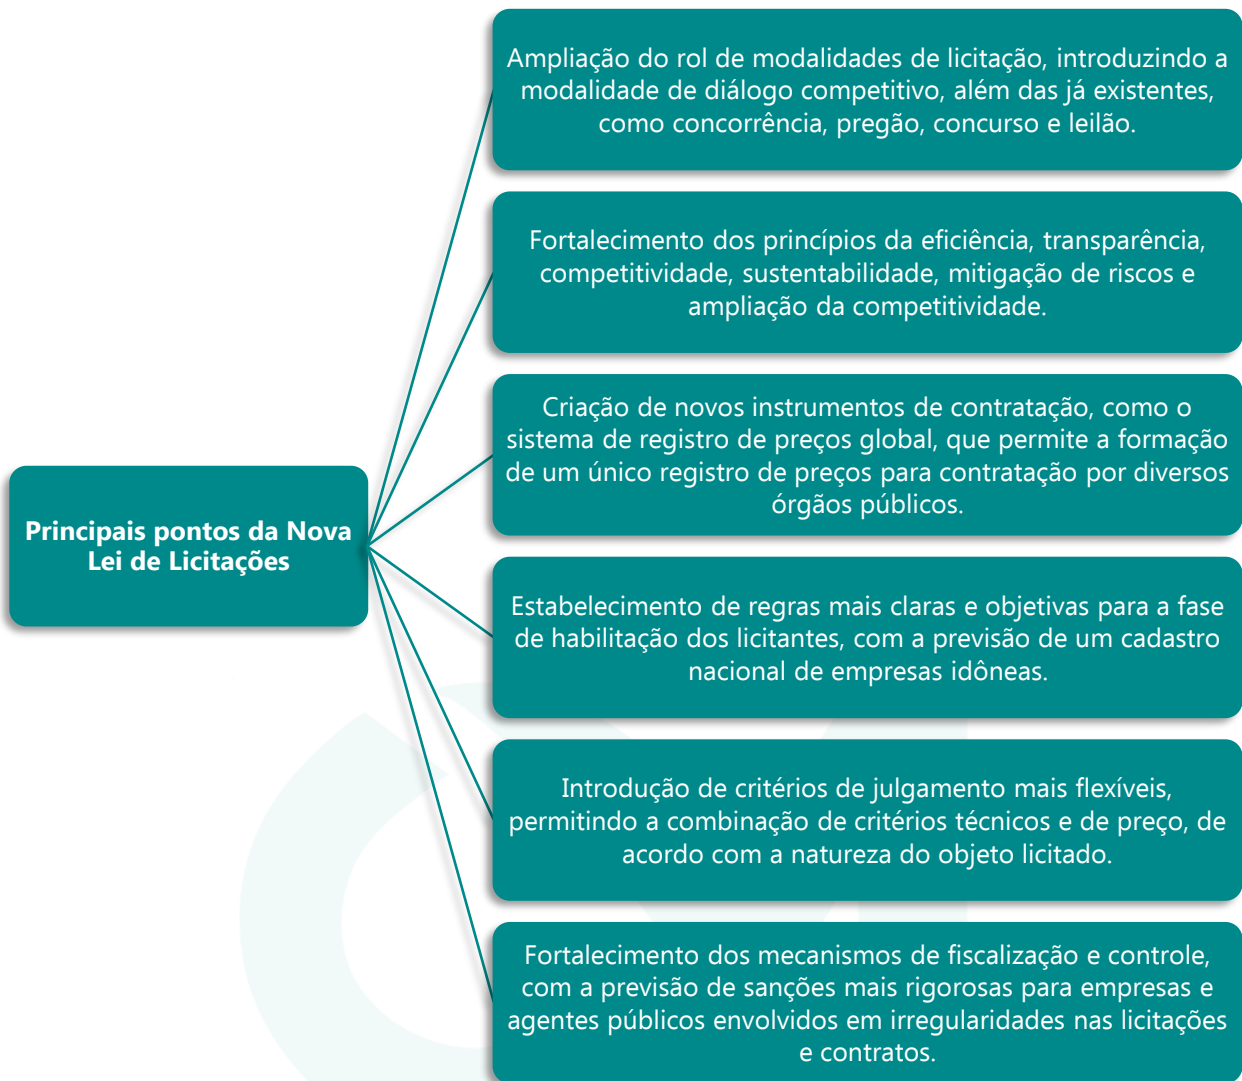 Ampliação do rol de modalidades de licitação, introduzindo a
modalidade de diálogo competitivo, além das já existentes,
como concorrência, pregão, concurso e leilão.
Fortalecimento dos princípios da eficiência, transparência,
competitividade, sustentabilidade, mitigação de riscos e
ampliação da competitividade.
Criação de novos instrumentos de contratação, como o
sistema de registro de preços global, que permite a formação
de um único registro de preços para contratação por diversos
órgãos públicos.
Principais pontos da Nova
Lei de Licitações
Estabelecimento de regras mais claras e objetivas para a fase
de habilitação dos licitantes, com a previsão de um cadastro
nacional de empresas idôneas.
Introdução de critérios de julgamento mais flexíveis,
permitindo a combinação de critérios técnicos e de preço, de
acordo com a natureza do objeto licitado.
Fortalecimento dos mecanismos de fiscalização e controle,
com a previsão de sanções mais rigorosas para empresas e
agentes públicos envolvidos em irregularidades nas licitações
e contratos.